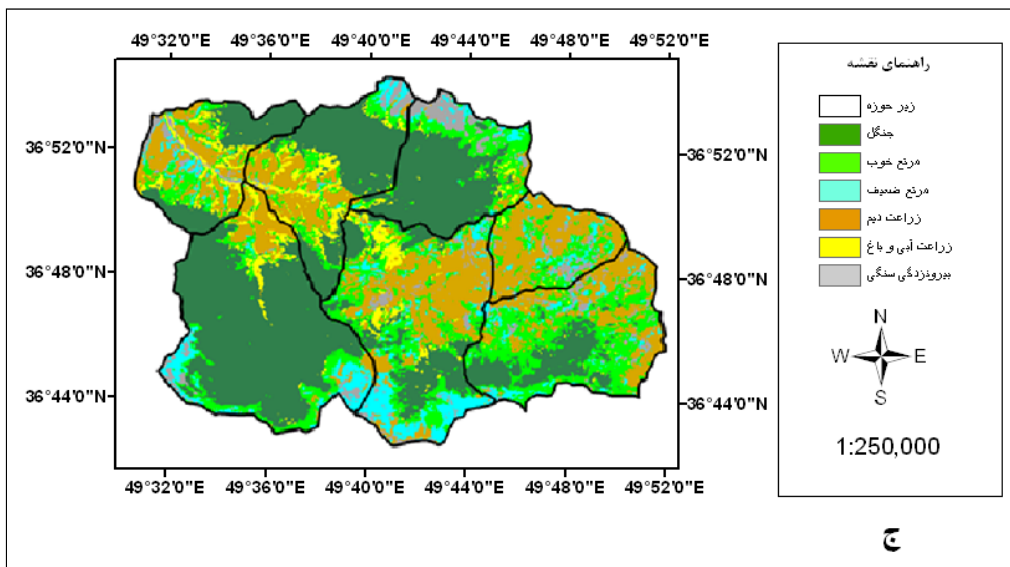 49°32'0"E 49°36'0"E 49°40'0"E 49°44'0"E 49°48'0"E 49°52'0"E
36°52'0"N
36°48'0"N
36°44'0"N
36°52'0"N
36°48'0"N
36°44'0"N
49°32'0"E 49°36'0"E 49°40'0"E 49°44'0"E 49°48'0"E 49°52'0"E
راهنمای نقشه
زیر حوزه
جنگل
مرتع خوب
مرتع ضعیف
زراعت دیم
زراعت آبی و باغ
بیرونزدگی سنگی
N
W E
S
1:250,000
ج